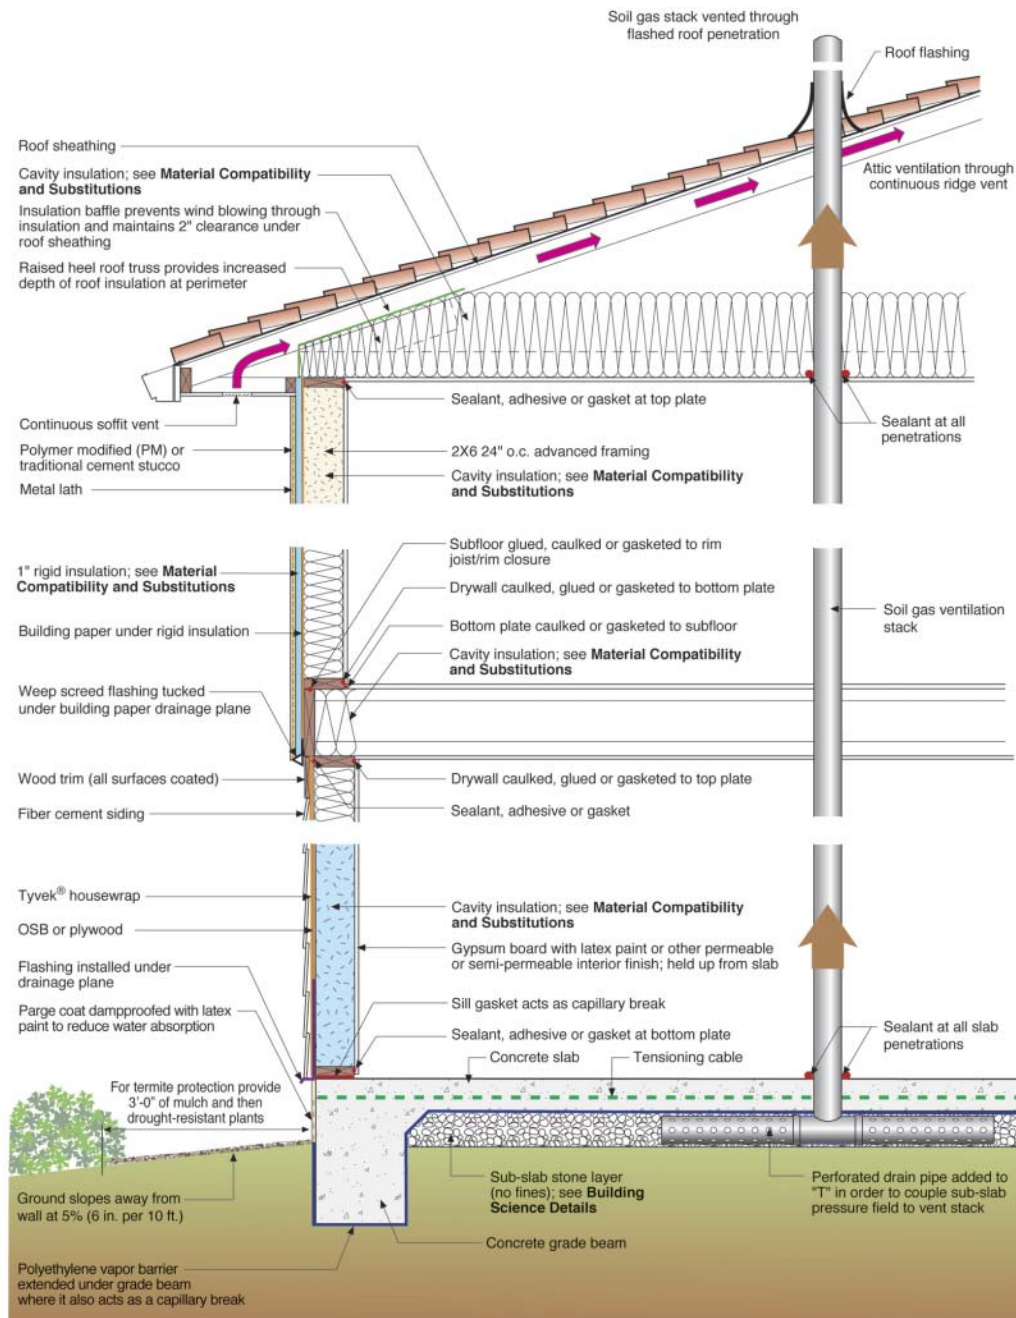 Soil gas stack vented through
flashed roof penetration
Roof flashing
Roof sheathing
Cavity insulation; see Material Compatibility
and Substitutions
Attic ventilation through
continuous ridge vent
Insulation baffle prevents wind blowing through
insulation and maintains 2" clearance under
roof sheathing
Raised heel roof truss provides increased
depth of roof insulation at perimeter
Sealant, adhesive or gasket at top plate
Continuous soffit vent
Sealant at all
penetrations
Polymer modified (PM) or
traditional cement stucco
2X6 24" o.c. advanced framing
Cavity insulation; see Material Compatibility
and Substitutions
Metal lath
Subfloor glued, caulked or gasketed to rim
joist/rim closure
1" rigid insulation; see Material
Compatibility and Substitutions
Drywall caulked, glued or gasketed to bottom plate
Soil gas ventilation
stack
Building paper under rigid insulation
Bottom plate caulked or gasketed to subfloor
Cavity insulation; see Material Compatibility
and Substitutions
Weep screed flashing tucked
under building paper drainage plane
Wood trim (all surfaces coated)
Drywall caulked, glued or gasketed to top plate
Fiber cement siding
Sealant, adhesive or gasket
Tyvek® housewrap
Cavity insulation; see Material Compatibility
and Substitutions
OSB or plywood
Gypsum board with latex paint or other permeable
or semi-permeable interior finish; held up from slab
Flashing installed under
drainage plane
Sill gasket acts as capillary break
Parge coat dampproofed with latex
paint to reduce water absorption
Sealant, adhesive or gasket at bottom plate
Sealant at all slab
penetrations
Concrete slab
Tensioning cable
For termite protection provide
3'-0" of mulch and then
drought-resistant plants
Sub-slab stone layer
(no fines); see Building
Science Details
Perforated drain pipe added to
"T" in order to couple sub-slab
pressure field to vent stack
Ground slopes away from
wall at 5% (6 in. per 10 ft.)
Concrete grade beam
Polyethylene vapor barrier
extended under grade beam
where it also acts as a capillary break